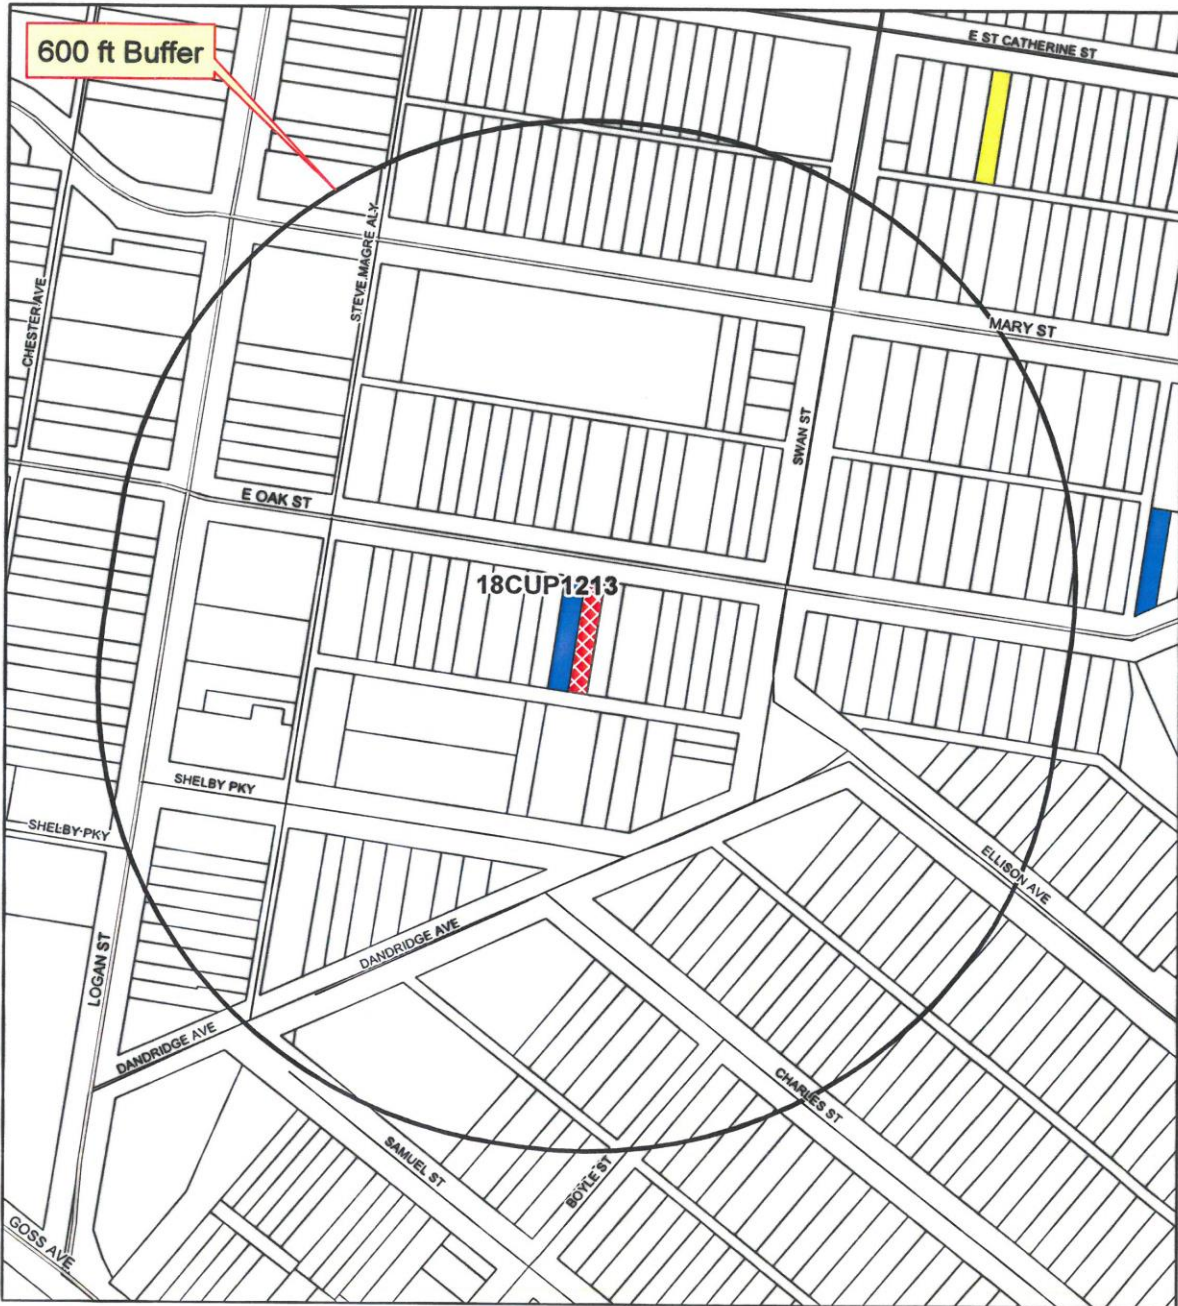 600 ft Buffer
E ST CATHERINE ST
STEVE MAGRE ALY
CHESTER AVE
MARY ST
SWAN ST
E OAK ST
18CUP1213
SHELBY PKY
SHELBY PKY
ELLISON AVE
DANDRIDGE AVE
LOGAN ST
DANDRIDGE AVE
CHARLES ST
SAMUEL ST
BOYLE ST
GOSS AVE